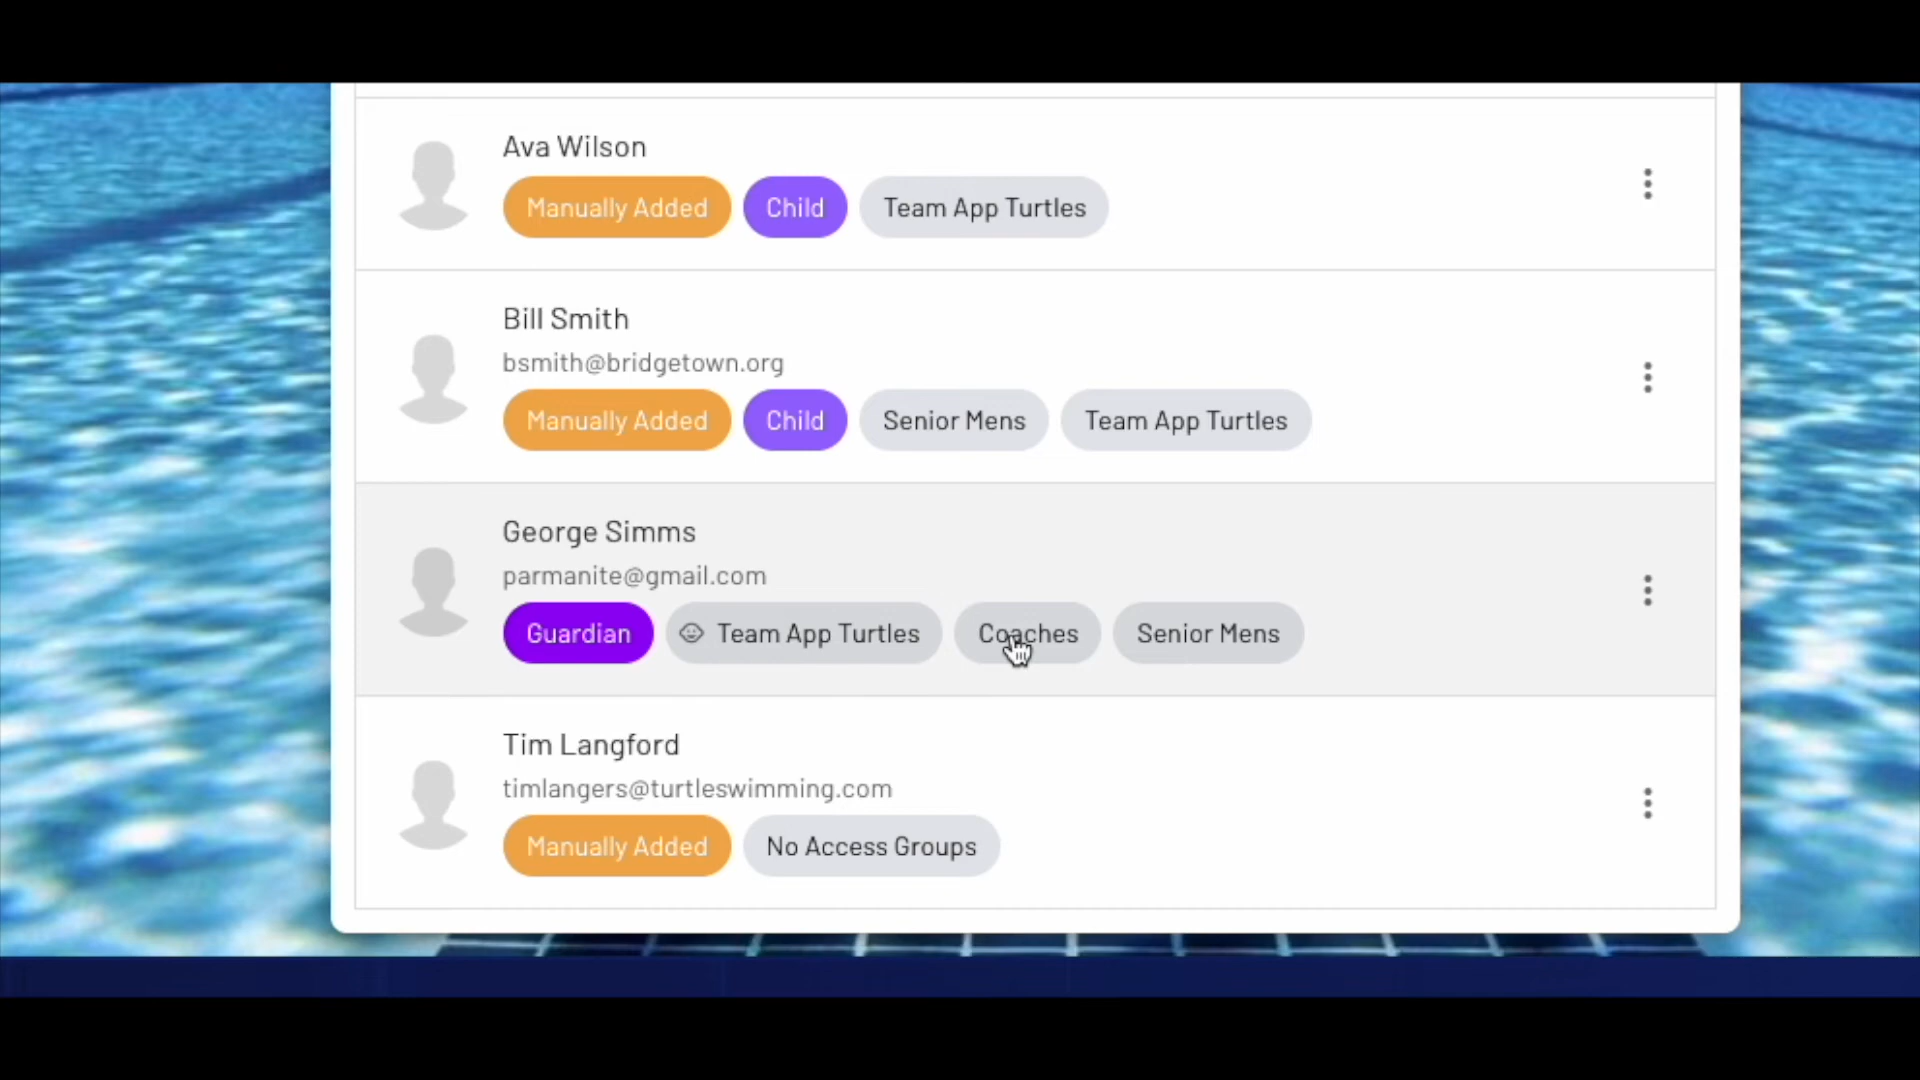 Ava Wilson
Manually Added Child Team App Turtles
Bill Smith
bsmith@bridgetown.org
Manually Added Child Senior Mens Team App Turtles
George Simms
parmanite@gmail.com
Guardian Team App Turtles Coaches Senior Mens
Tim Langford
timlangers@turtleswimming.com
Manually Added No Access Groups